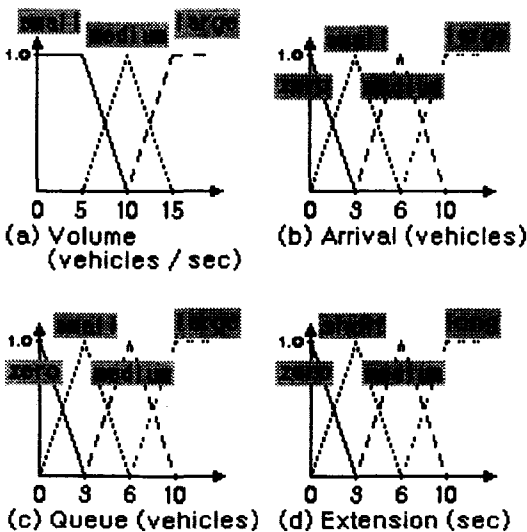 small medium large
1.0
0 5 10 15
(a) Volume
(vehicles / sec)
small large
1.0
zero medium
0 3 6 10
(b) Arrival (vehicles)
small large
1.0
zero medium
0 3 6 10
(c) Queue (vehicles)
short long
1.0
zero medium
0 3 6 10
(d) Extension (sec)